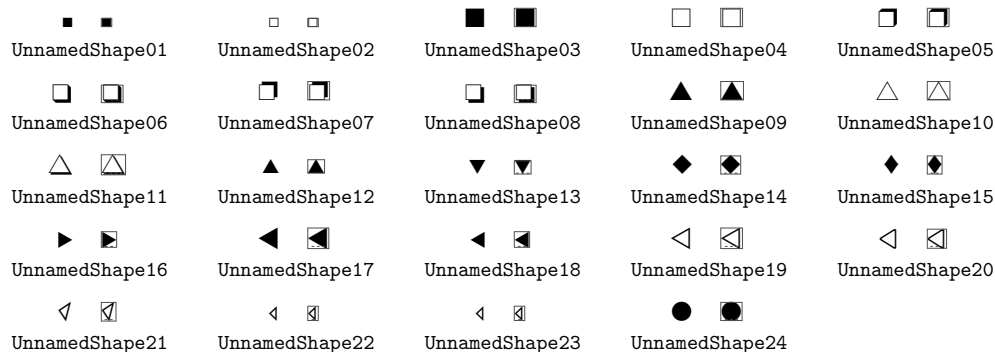 UnnamedShape01 UnnamedShape02 UnnamedShape03 UnnamedShape04 UnnamedShape05
UnnamedShape06 UnnamedShape07 UnnamedShape08 UnnamedShape09 UnnamedShape10
UnnamedShape11 UnnamedShape12 UnnamedShape13 UnnamedShape14 UnnamedShape15
UnnamedShape16 UnnamedShape17 UnnamedShape18 UnnamedShape19 UnnamedShape20
UnnamedShape21 UnnamedShape22 UnnamedShape23 UnnamedShape24